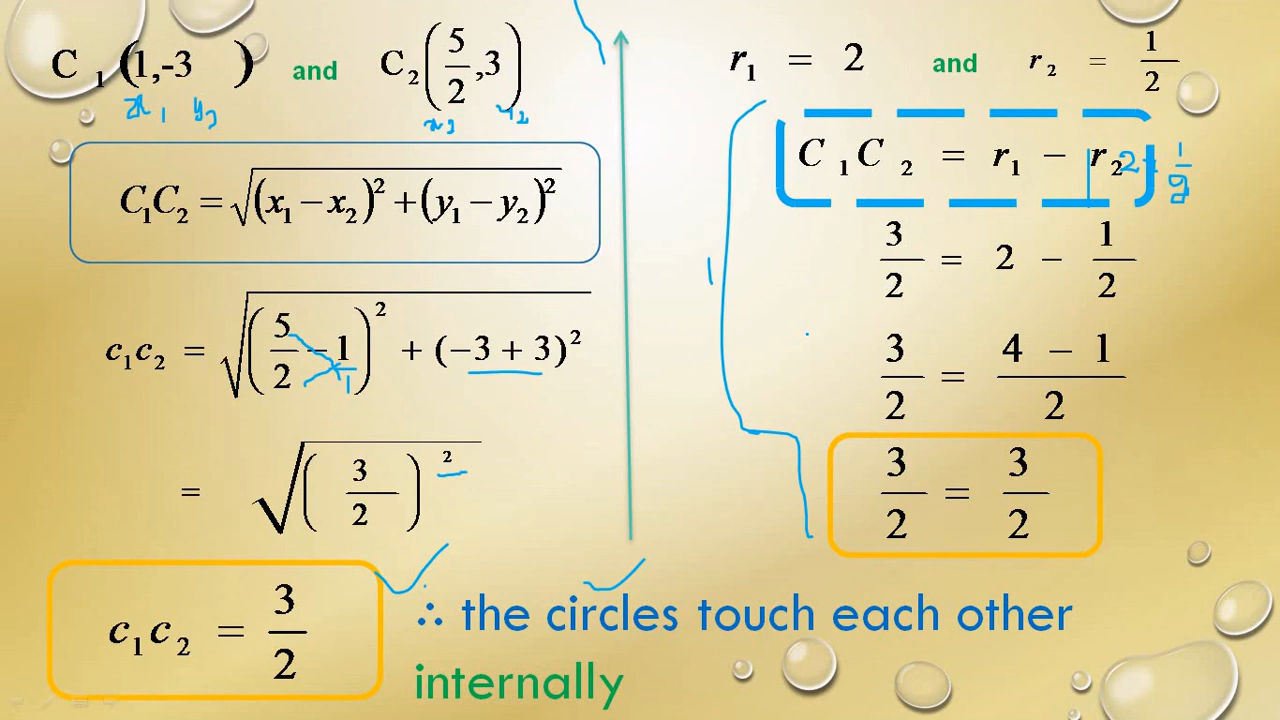 C₁ (1,-3 ) and C₂(5/2 ,3)
x₂
C₁C₂ = √((x₁ − x₂)² + (y₁ − y₂)²)
c₁c₂ = √((5/2 − 1)² + (−3 + 3)²)
1
= √((3/2)²)
c₁c₂ = 3/2
r₁ = 2 and r₂ = 1/2
C₁C₂ = r₁ − r₂
3/2 = 2 − 1/2
3/2 = (4 − 1)/2
3/2 = 3/2
∴ the circles touch each other
internally